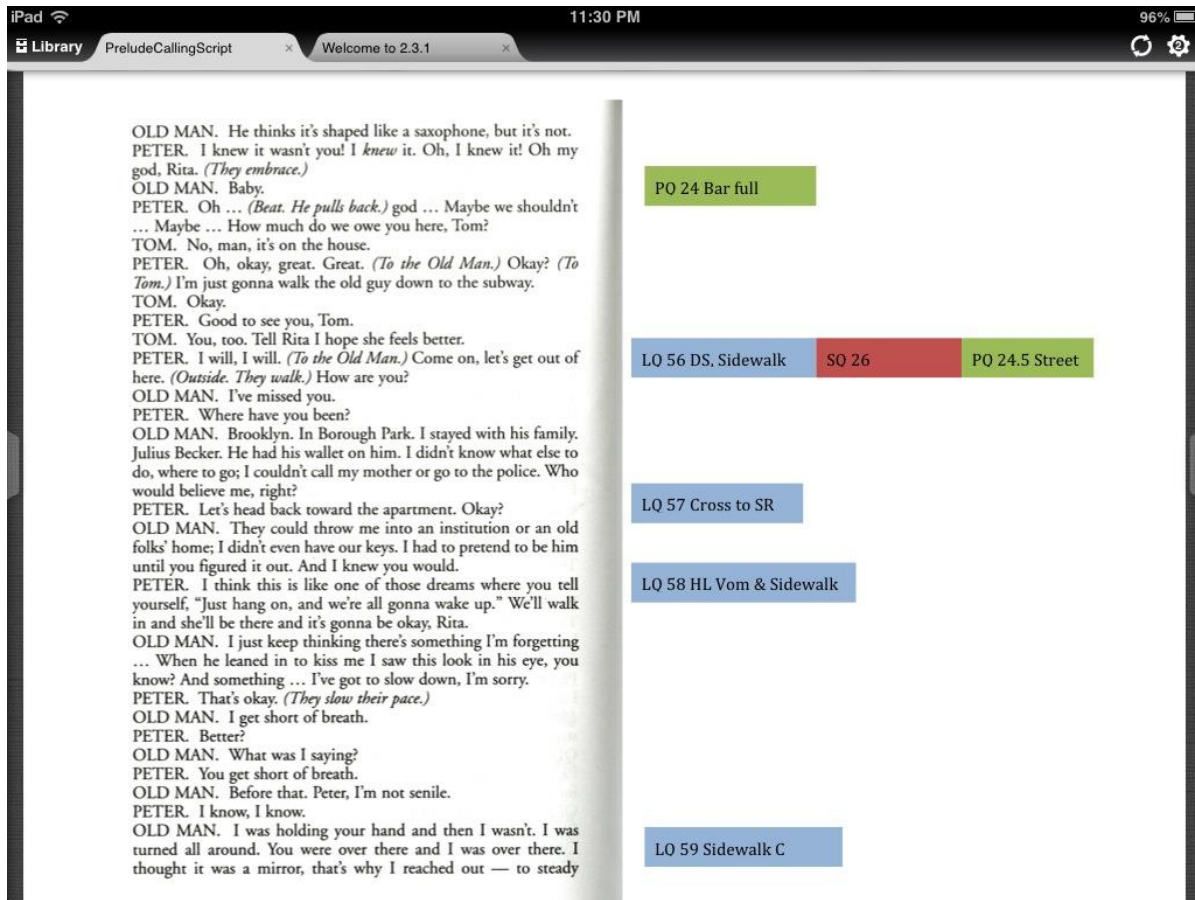 iPad 11:30 PM 96%
Library PreludeCallingScript × Welcome to 2.3.1 × 2
OLD MAN. He thinks it's shaped like a saxophone, but it's not.
PETER. I knew it wasn't you! I knew it. Oh, I knew it! Oh my
god, Rita. (They embrace.)
OLD MAN. Baby.
PETER. Oh ... (Beat. He pulls back.) god ... Maybe we shouldn't
... Maybe ... How much do we owe you here, Tom?
TOM. No, man, it's on the house.
PETER. Oh, okay, great. Great. (To the Old Man.) Okay? (To
Tom.) I'm just gonna walk the old guy down to the subway.
TOM. Okay.
PETER. Good to see you, Tom.
TOM. You, too. Tell Rita I hope she feels better.
PETER. I will, I will. (To the Old Man.) Come on, let's get out of
here. (Outside. They walk.) How are you?
OLD MAN. I've missed you.
PETER. Where have you been?
OLD MAN. Brooklyn. In Borough Park. I stayed with his family.
Julius Becker. He had his wallet on him. I didn't know what else to
do, where to go; I couldn't call my mother or go to the police. Who
would believe me, right?
PETER. Let's head back toward the apartment. Okay?
OLD MAN. They could throw me into an institution or an old
folks' home; I didn't even have our keys. I had to pretend to be him
until you figured it out. And I knew you would.
PETER. I think this is like one of those dreams where you tell
yourself, "Just hang on, and we're all gonna wake up." We'll walk
in and she'll be there and it's gonna be okay, Rita.
OLD MAN. I just keep thinking there's something I'm forgetting
... When he leaned in to kiss me I saw this look in his eye, you
know? And something ... I've got to slow down, I'm sorry.
PETER. That's okay. (They slow their pace.)
OLD MAN. I get short of breath.
PETER. Better?
OLD MAN. What was I saying?
PETER. You get short of breath.
OLD MAN. Before that. Peter, I'm not senile.
PETER. I know, I know.
OLD MAN. I was holding your hand and then I wasn't. I was
turned all around. You were over there and I was over there. I
thought it was a mirror, that's why I reached out — to steady
PQ 24 Bar full
LQ 56 DS, Sidewalk SQ 26 PQ 24.5 Street
LQ 57 Cross to SR
LQ 58 HL Vom & Sidewalk
LQ 59 Sidewalk C